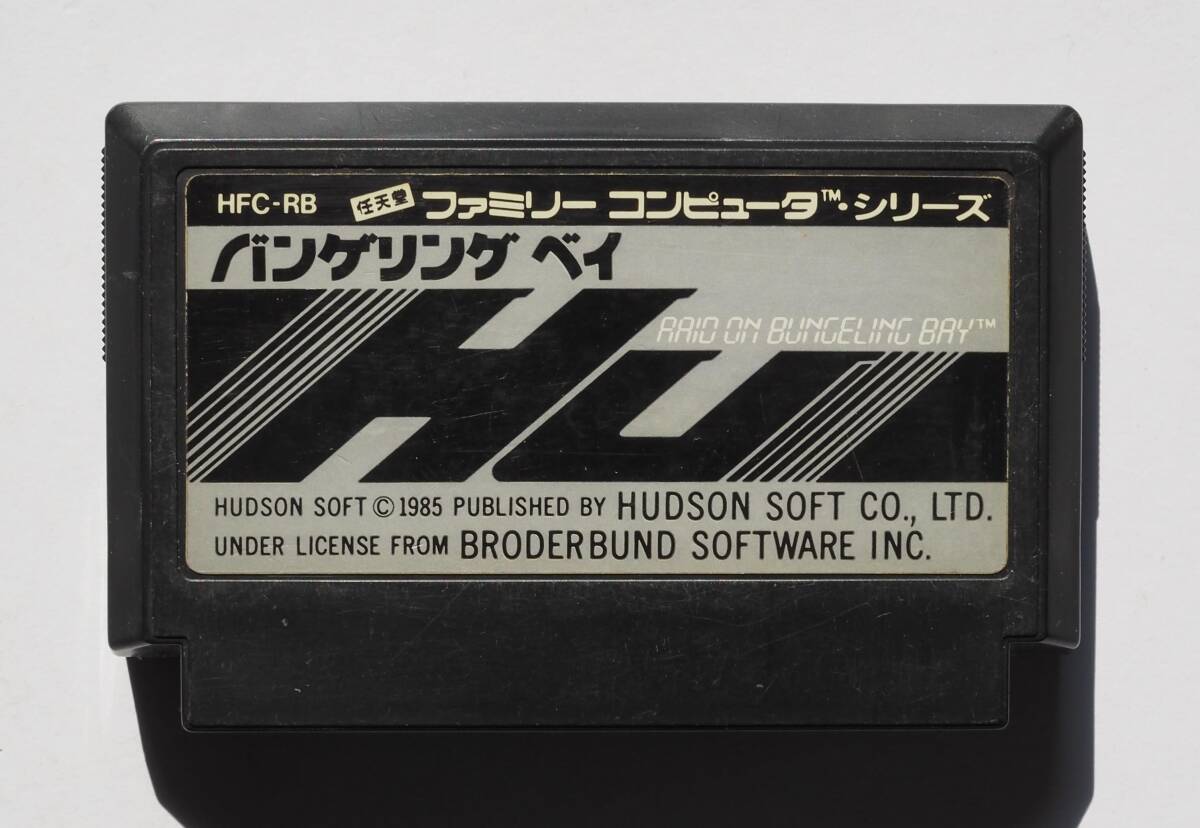 HFC-RB 任天堂 ファミリー コンピュータ™・シリーズ
バンゲリング ベイ
RAID ON BUNGELING BAY™
HUDSON SOFT © 1985 PUBLISHED BY HUDSON SOFT CO., LTD.
UNDER LICENSE FROM BRODERBUND SOFTWARE INC.